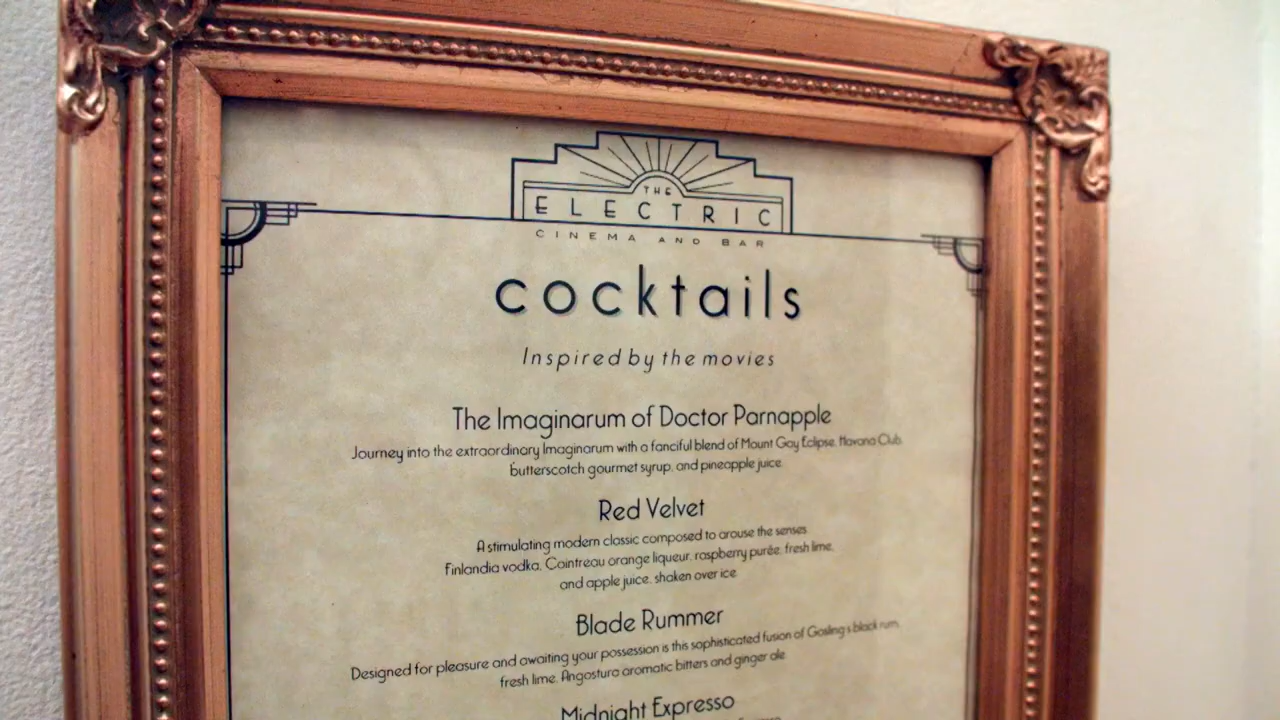 THE
ELECTRIC
CINEMA AND BAR
cocktails
Inspired by the movies
The Imaginarum of Doctor Parnapple
Journey into the extraordinary Imaginarum with a fanciful blend of Mount Gay Eclipse, Havana Club,
butterscotch gourmet syrup, and pineapple juice.
Red Velvet
A stimulating modern classic composed to arouse the senses
Finlandia vodka, Cointreau orange liqueur, raspberry purée, fresh lime,
and apple juice, shaken over ice
Blade Rummer
Designed for pleasure and awaiting your possession is this sophisticated fusion of Gosling's black rum,
fresh lime, Angostura aromatic bitters and ginger ale
Midnight Expresso